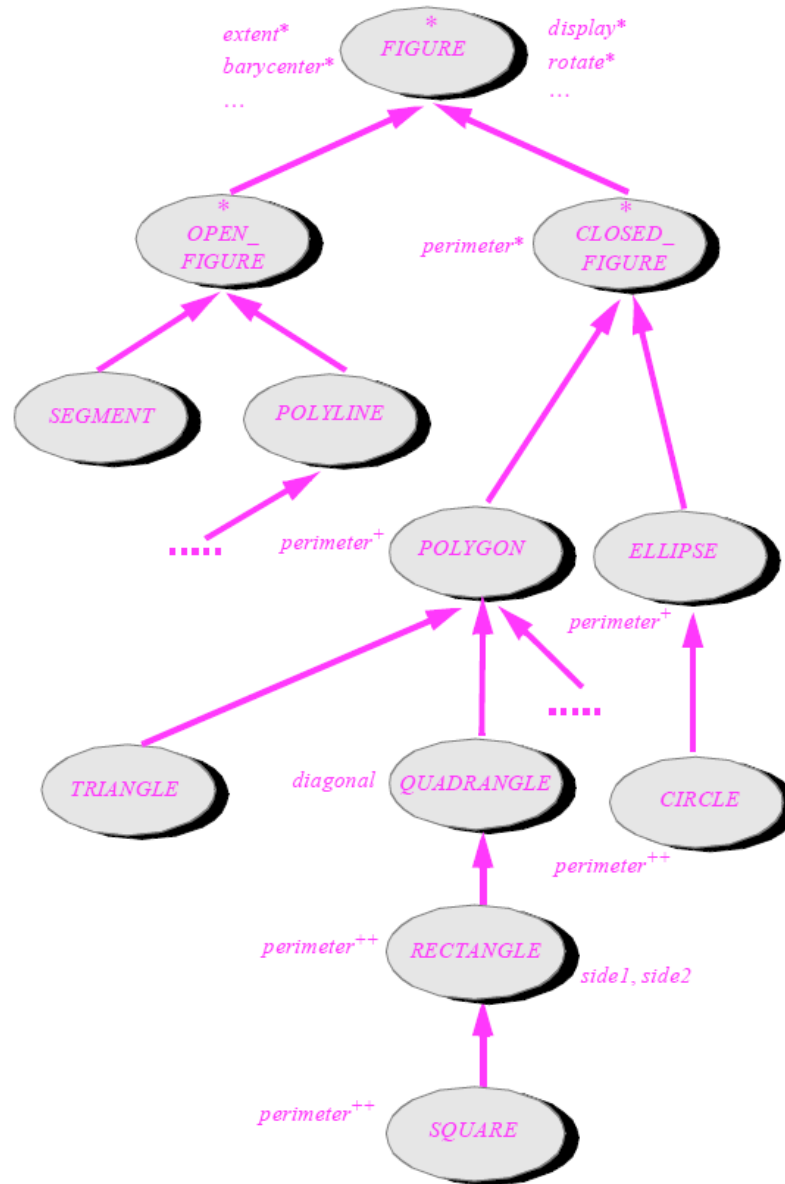 extent*
barycenter*
…
*
FIGURE
display*
rotate*
…
*
OPEN_
FIGURE
perimeter*
*
CLOSED_
FIGURE
SEGMENT
POLYLINE
perimeter+
POLYGON
ELLIPSE
perimeter+
TRIANGLE
diagonal
QUADRANGLE
CIRCLE
perimeter++
perimeter++
RECTANGLE
side1, side2
perimeter++
SQUARE